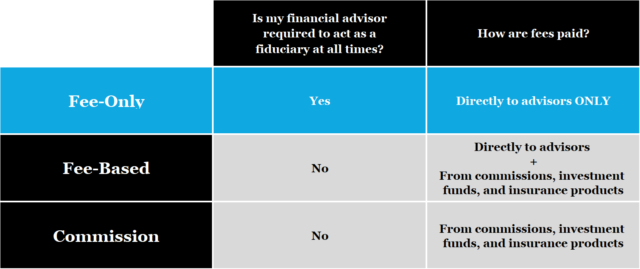 Is my financial advisor
required to act as a
fiduciary at all times?
How are fees paid?
Fee-Only
Yes
Directly to advisors ONLY
Fee-Based
No
Directly to advisors
+
From commissions, investment
funds, and insurance products
Commission
No
From commissions, investment
funds, and insurance products